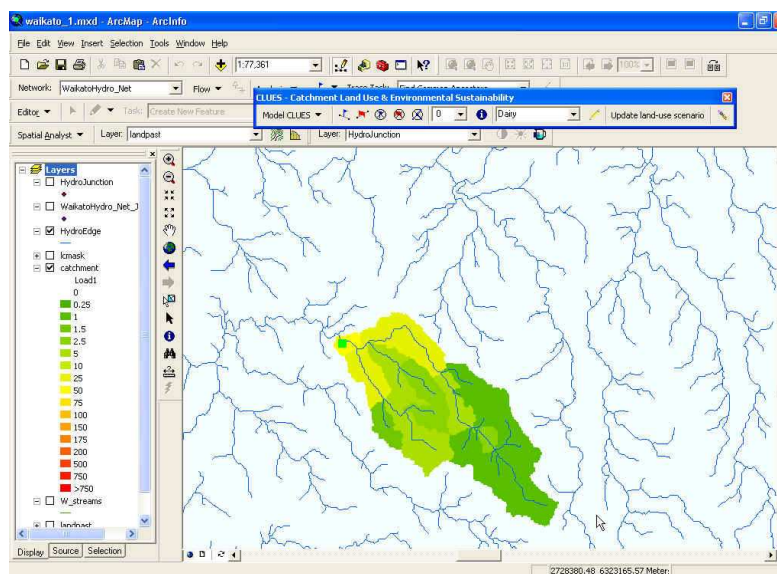 waikato_1.mxd - ArcMap - ArcInfo
File Edit View Insert Selection Tools Window Help
1:77,361 100%
Network: WaikatoHydro_Net Flow
CLUES - Catchment Land Use & Environmental Sustainability
Editor Task: Create New Feature
Model CLUES 0 Dairy Update land-use scenario
Spatial Analyst Layer: landpast Layer: HydroJunction
Layers
HydroJunction
WaikatoHydro_Net_J
HydroEdge
lcmask
catchment
Load1
0
0.25
1
1.5
2.5
5
10
25
50
75
100
150
175
200
500
750
>750
W_streams
landpast
Display Source Selection
2728380.48 6323165.57 Meter: